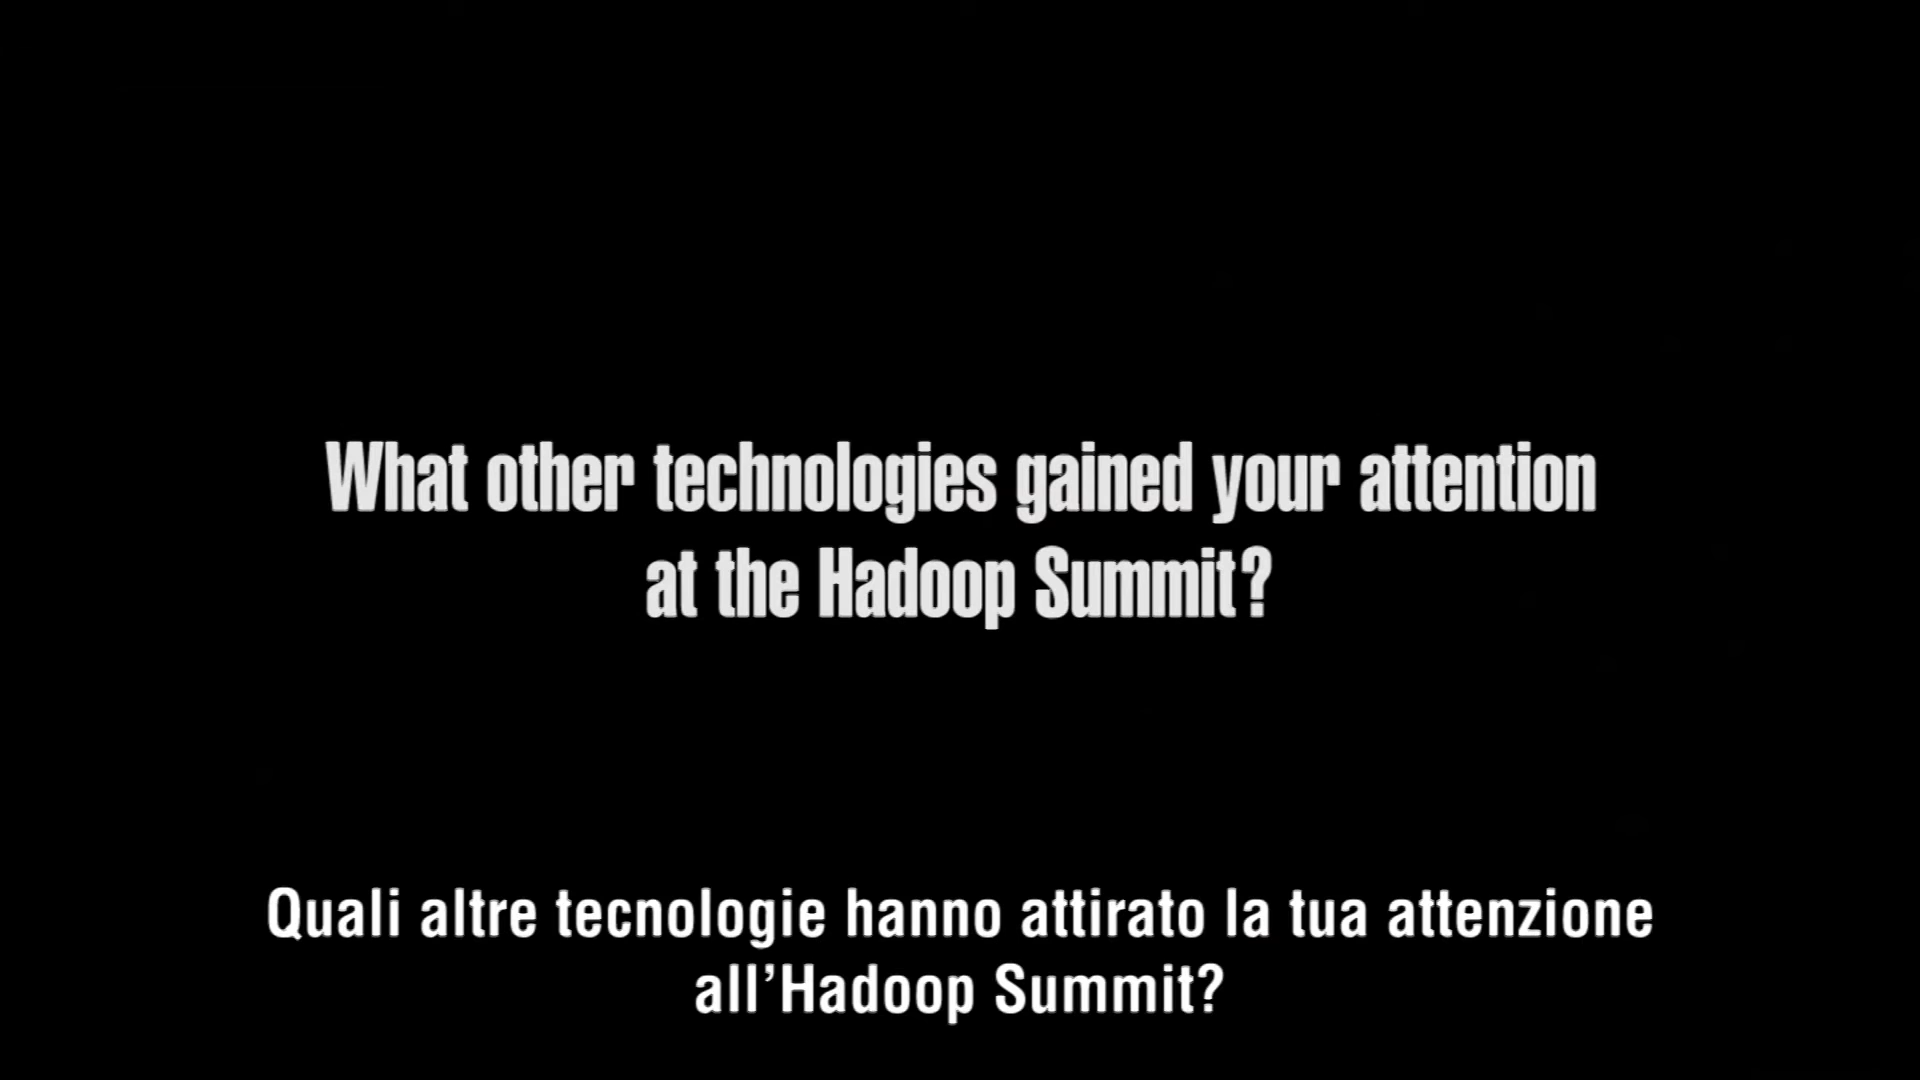 What other technologies gained your attention
at the Hadoop Summit?
Quali altre tecnologie hanno attirato la tua attenzione
all’Hadoop Summit?